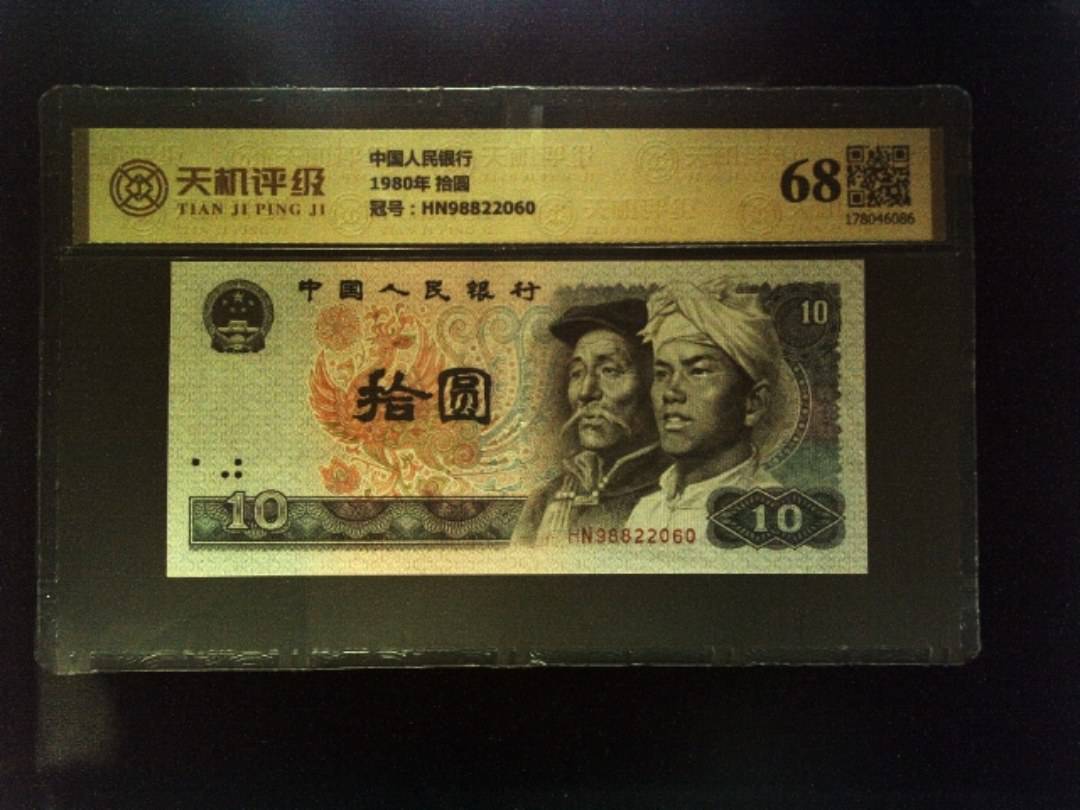 天机评级
TIAN JI PING JI
中国人民银行
1980年 拾圆
冠号：HN98822060
68
178046086
中国人民银行
10
拾圆
10
HN98822060
10